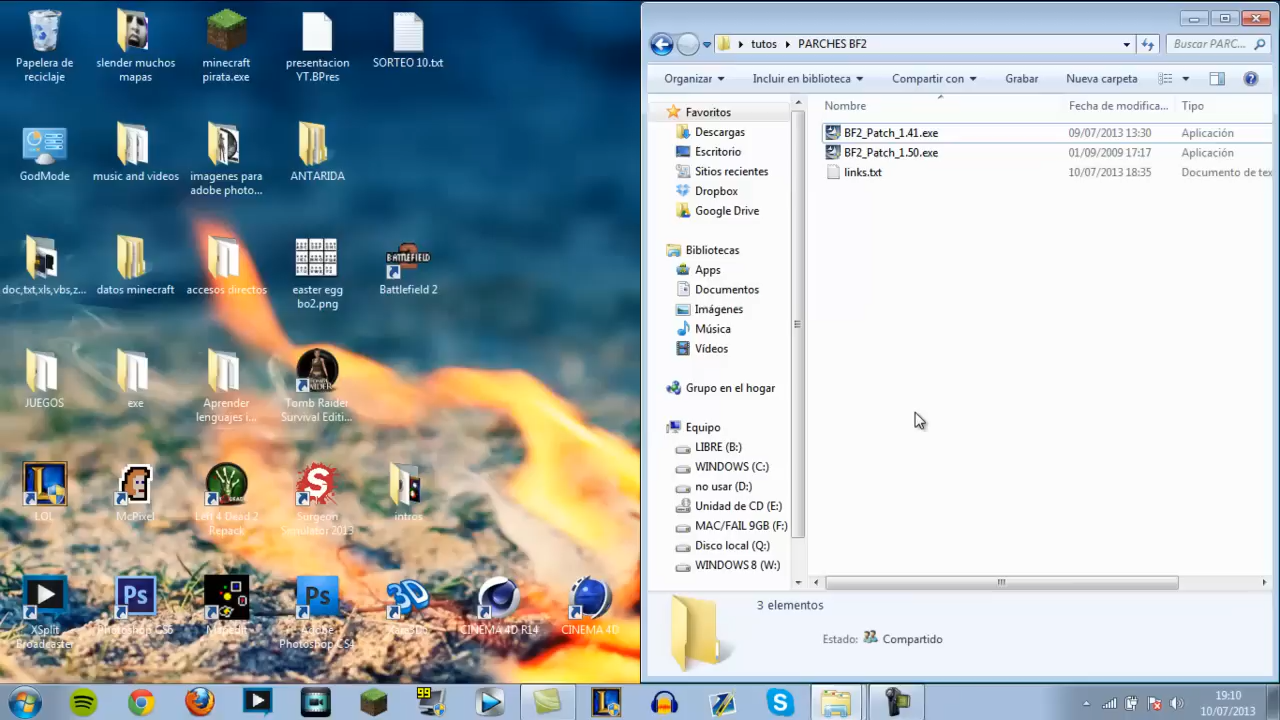 Papelera de reciclaje
slender muchos mapas
minecraft pirata.exe
presentacion YT.BPres
SORTEO 10.txt
GodMode
music and videos
imagenes para adobe photo...
ANTARIDA
doc,txt,xls,vbs,z...
datos minecraft
accesos directos
easter egg bo2.png
BATTLEFIELD
Battlefield 2
JUEGOS
exe
Aprender lenguajes i...
Tomb Raider Survival Editi...
LOL
McPixel
Left 4 Dead 2 Repack
Surgeon Simulator 2013
intros
XSplit Broadcaster
Photoshop CS6
Adobe Photoshop CS4
CINEMA 4D R14
CINEMA 4D
tutos
PARCHES BF2
Buscar PARC...
Organizar
Incluir en biblioteca
Compartir con
Grabar
Nueva carpeta
Favoritos
Descargas
Escritorio
Sitios recientes
Dropbox
Google Drive
Bibliotecas
Apps
Documentos
Imágenes
Música
Vídeos
Grupo en el hogar
Equipo
LIBRE (B:)
WINDOWS (C:)
no usar (D:)
Unidad de CD (E:)
MAC/FAIL 9GB (F:)
Disco local (Q:)
WINDOWS 8 (W:)
Nombre Fecha de modifica... Tipo
BF2_Patch_1.41.exe 09/07/2013 13:30 Aplicación
BF2_Patch_1.50.exe 01/09/2009 17:17 Aplicación
links.txt 10/07/2013 18:35 Documento de tex
3 elementos
Estado: Compartido
99
19:10
10/07/2013